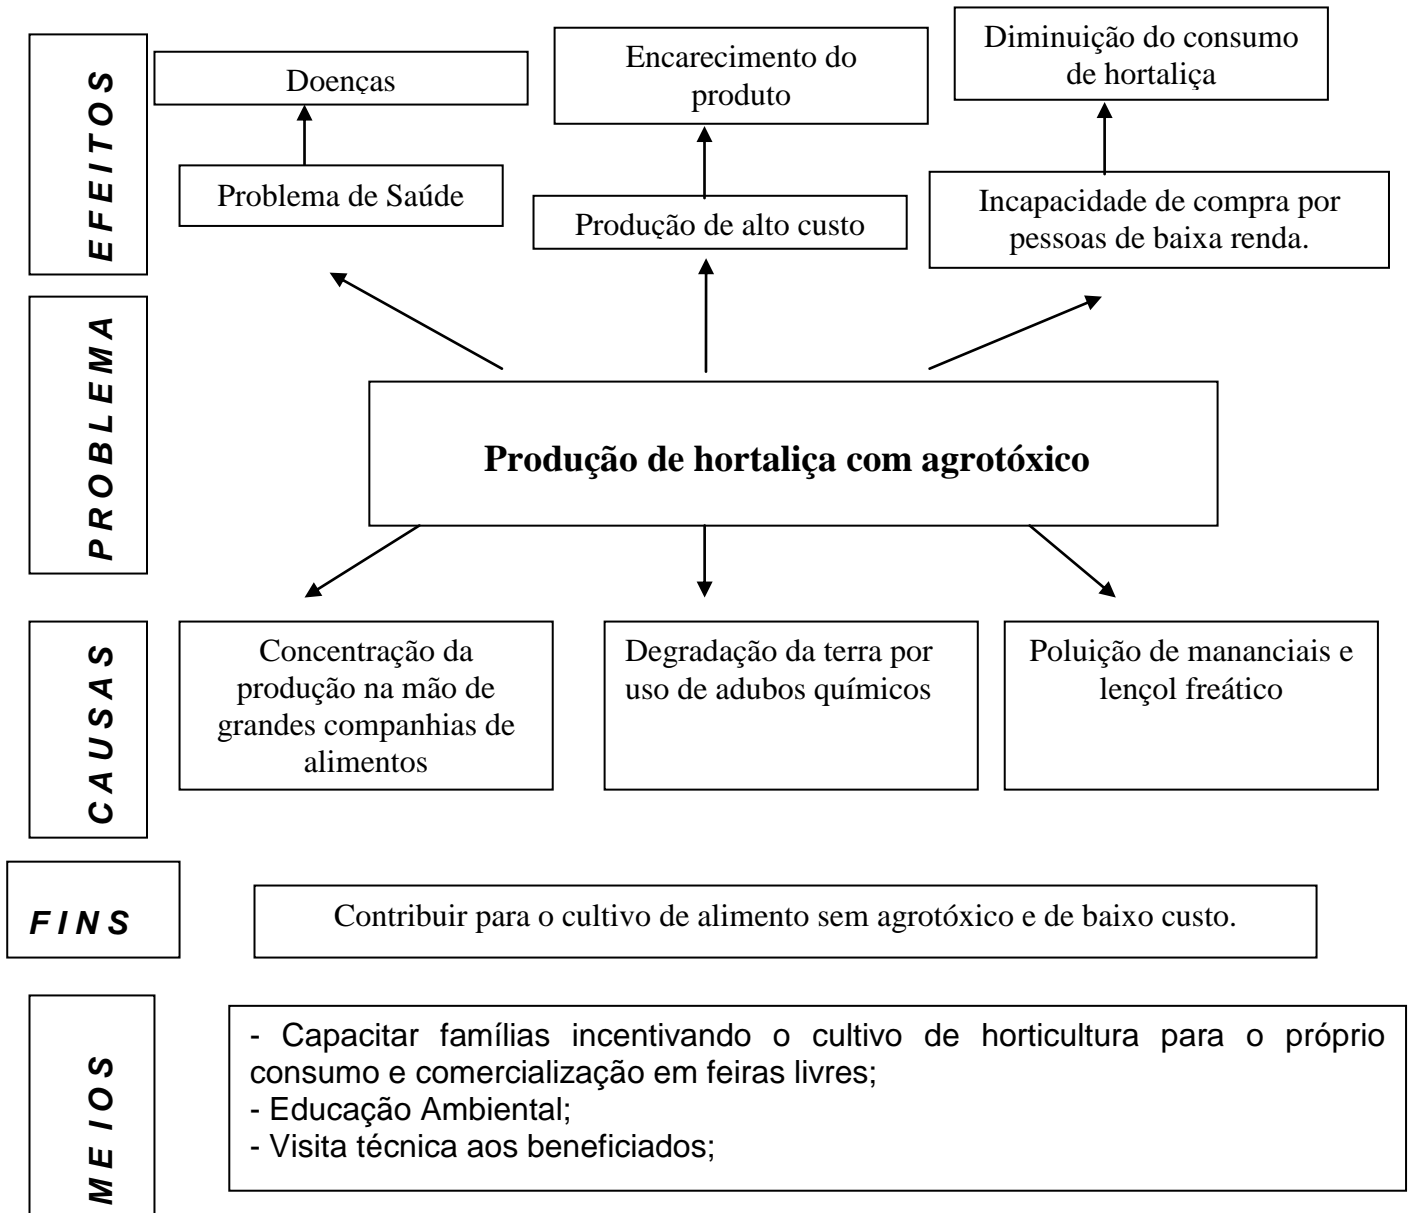 EFEITOS
Doenças
Encarecimento do
produto
Diminuição do consumo
de hortaliça
Problema de Saúde
Produção de alto custo
Incapacidade de compra por
pessoas de baixa renda.
PROBLEMA
Produção de hortaliça com agrotóxico
CAUSAS
Concentração da
produção na mão de
grandes companhias de
alimentos
Degradação da terra por
uso de adubos químicos
Poluição de mananciais e
lençol freático
FINS
Contribuir para o cultivo de alimento sem agrotóxico e de baixo custo.
MEIOS
- Capacitar famílias incentivando o cultivo de horticultura para o próprio
consumo e comercialização em feiras livres;
- Educação Ambiental;
- Visita técnica aos beneficiados;